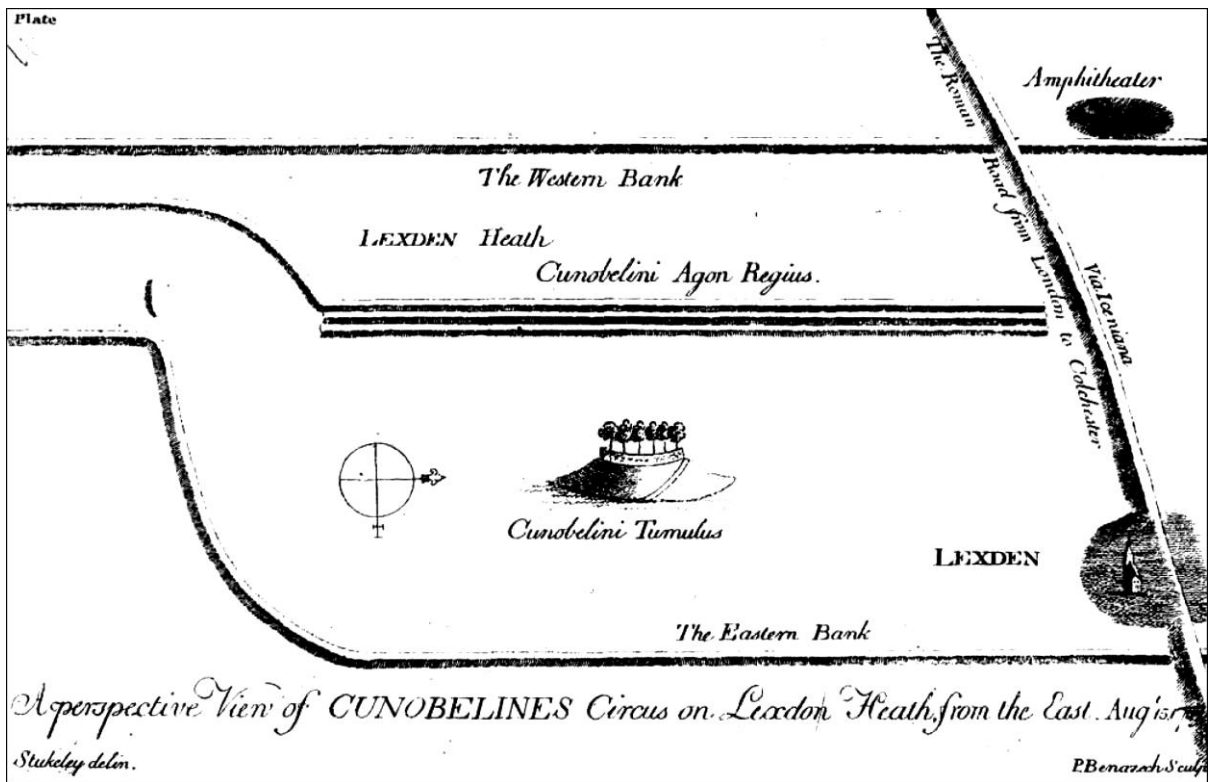 Plate
Amphitheater
The Roman Road from London to Colchester
Via Iceniana
The Western Bank
LEXDEN Heath
Cunobelini Agon Regius.
Cunobelini Tumulus
LEXDEN
The Eastern Bank
A perspective View of CUNOBELINES Circus on Lexdon Heath, from the East. Aug
Stukeley delin.
P. Benazech Sculp